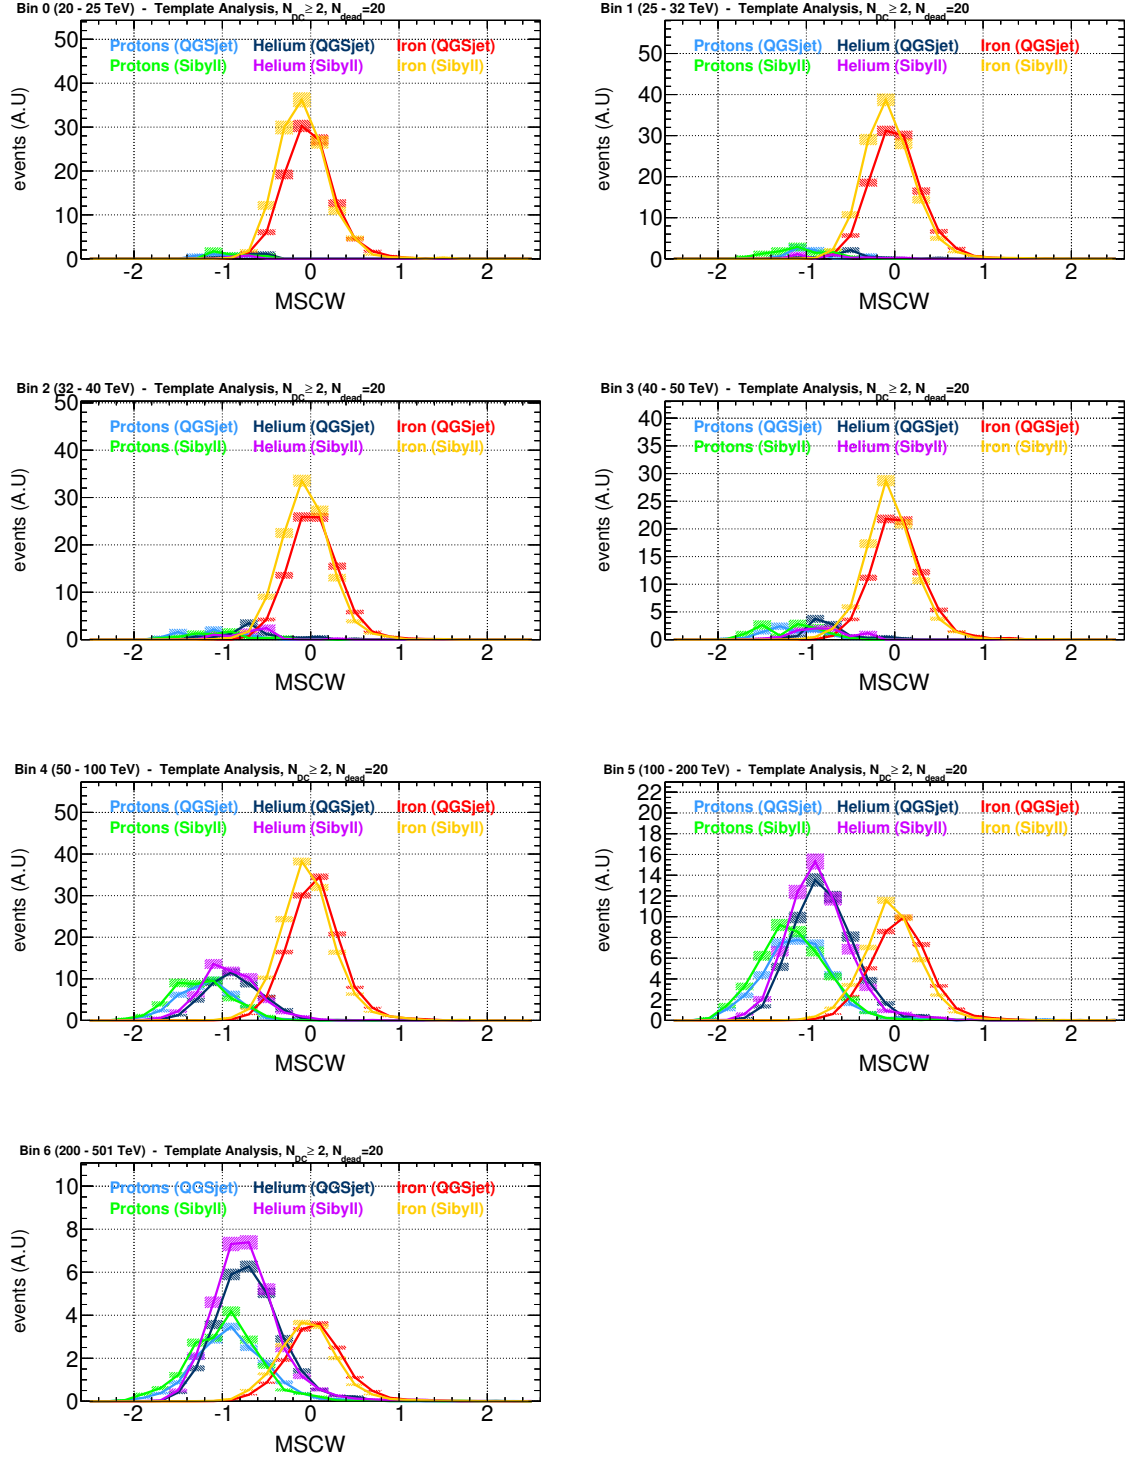 Bin 0 (20 - 25 TeV) - Template Analysis, N_DC ≥ 2, N_dead=20
events (A.U)
50
40
30
20
10
0
Protons (QGSjet) Helium (QGSjet) Iron (QGSjet)
Protons (Sibyll) Helium (Sibyll) Iron (Sibyll)
-2 -1 0 1 2
MSCW
Bin 1 (25 - 32 TeV) - Template Analysis, N_DC ≥ 2, N_dead=20
events (A.U)
50
40
30
20
10
0
Protons (QGSjet) Helium (QGSjet) Iron (QGSjet)
Protons (Sibyll) Helium (Sibyll) Iron (Sibyll)
-2 -1 0 1 2
MSCW
Bin 2 (32 - 40 TeV) - Template Analysis, N_DC ≥ 2, N_dead=20
events (A.U)
50
40
30
20
10
0
Protons (QGSjet) Helium (QGSjet) Iron (QGSjet)
Protons (Sibyll) Helium (Sibyll) Iron (Sibyll)
-2 -1 0 1 2
MSCW
Bin 3 (40 - 50 TeV) - Template Analysis, N_DC ≥ 2, N_dead=20
events (A.U)
40
35
30
25
20
15
10
5
0
Protons (QGSjet) Helium (QGSjet) Iron (QGSjet)
Protons (Sibyll) Helium (Sibyll) Iron (Sibyll)
-2 -1 0 1 2
MSCW
Bin 4 (50 - 100 TeV) - Template Analysis, N_DC ≥ 2, N_dead=20
events (A.U)
50
40
30
20
10
0
Protons (QGSjet) Helium (QGSjet) Iron (QGSjet)
Protons (Sibyll) Helium (Sibyll) Iron (Sibyll)
-2 -1 0 1 2
MSCW
Bin 5 (100 - 200 TeV) - Template Analysis, N_DC ≥ 2, N_dead=20
events (A.U)
22
20
18
16
14
12
10
8
6
4
2
0
Protons (QGSjet) Helium (QGSjet) Iron (QGSjet)
Protons (Sibyll) Helium (Sibyll) Iron (Sibyll)
-2 -1 0 1 2
MSCW
Bin 6 (200 - 501 TeV) - Template Analysis, N_DC ≥ 2, N_dead=20
events (A.U)
10
8
6
4
2
0
Protons (QGSjet) Helium (QGSjet) Iron (QGSjet)
Protons (Sibyll) Helium (Sibyll) Iron (Sibyll)
-2 -1 0 1 2
MSCW